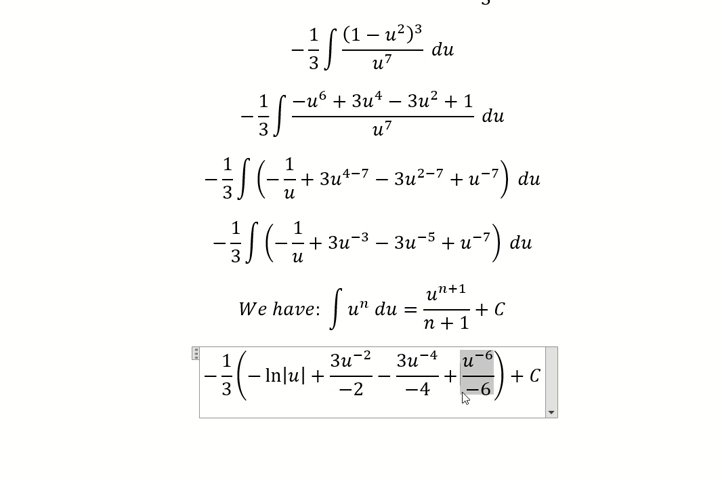 −1/3 ∫ (1 − u²)³/u⁷ du
−1/3 ∫ (−u⁶ + 3u⁴ − 3u² + 1)/u⁷ du
−1/3 ∫ (−1/u + 3u⁴⁻⁷ − 3u²⁻⁷ + u⁻⁷) du
−1/3 ∫ (−1/u + 3u⁻³ − 3u⁻⁵ + u⁻⁷) du
We have: ∫ uⁿ du = uⁿ⁺¹/(n + 1) + C
−1/3 (− ln|u| + 3u⁻²/−2 − 3u⁻⁴/−4 + u⁻⁶/−6) + C